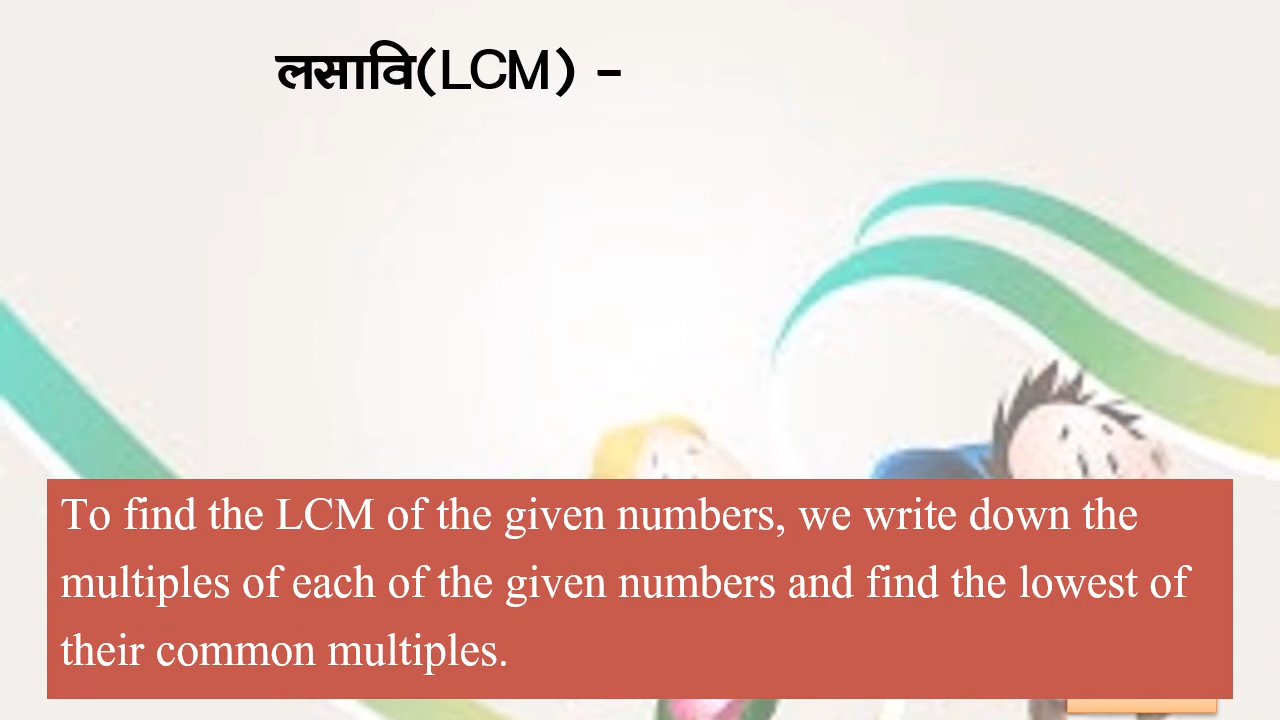 लसावि(LCM) -
To find the LCM of the given numbers, we write down the
multiples of each of the given numbers and find the lowest of
their common multiples.